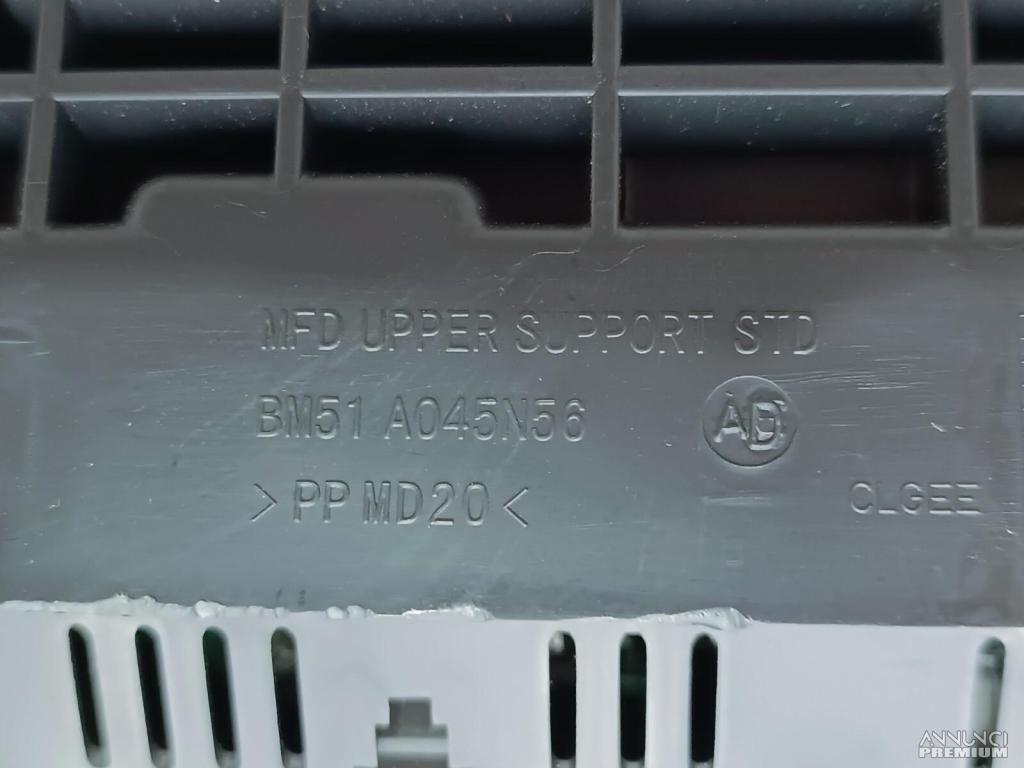 MFD UPPER SUPPORT STD
BM51 A045N56
AD
>PP MD20<
CLGEE
ANNUNCI
PREMIUM